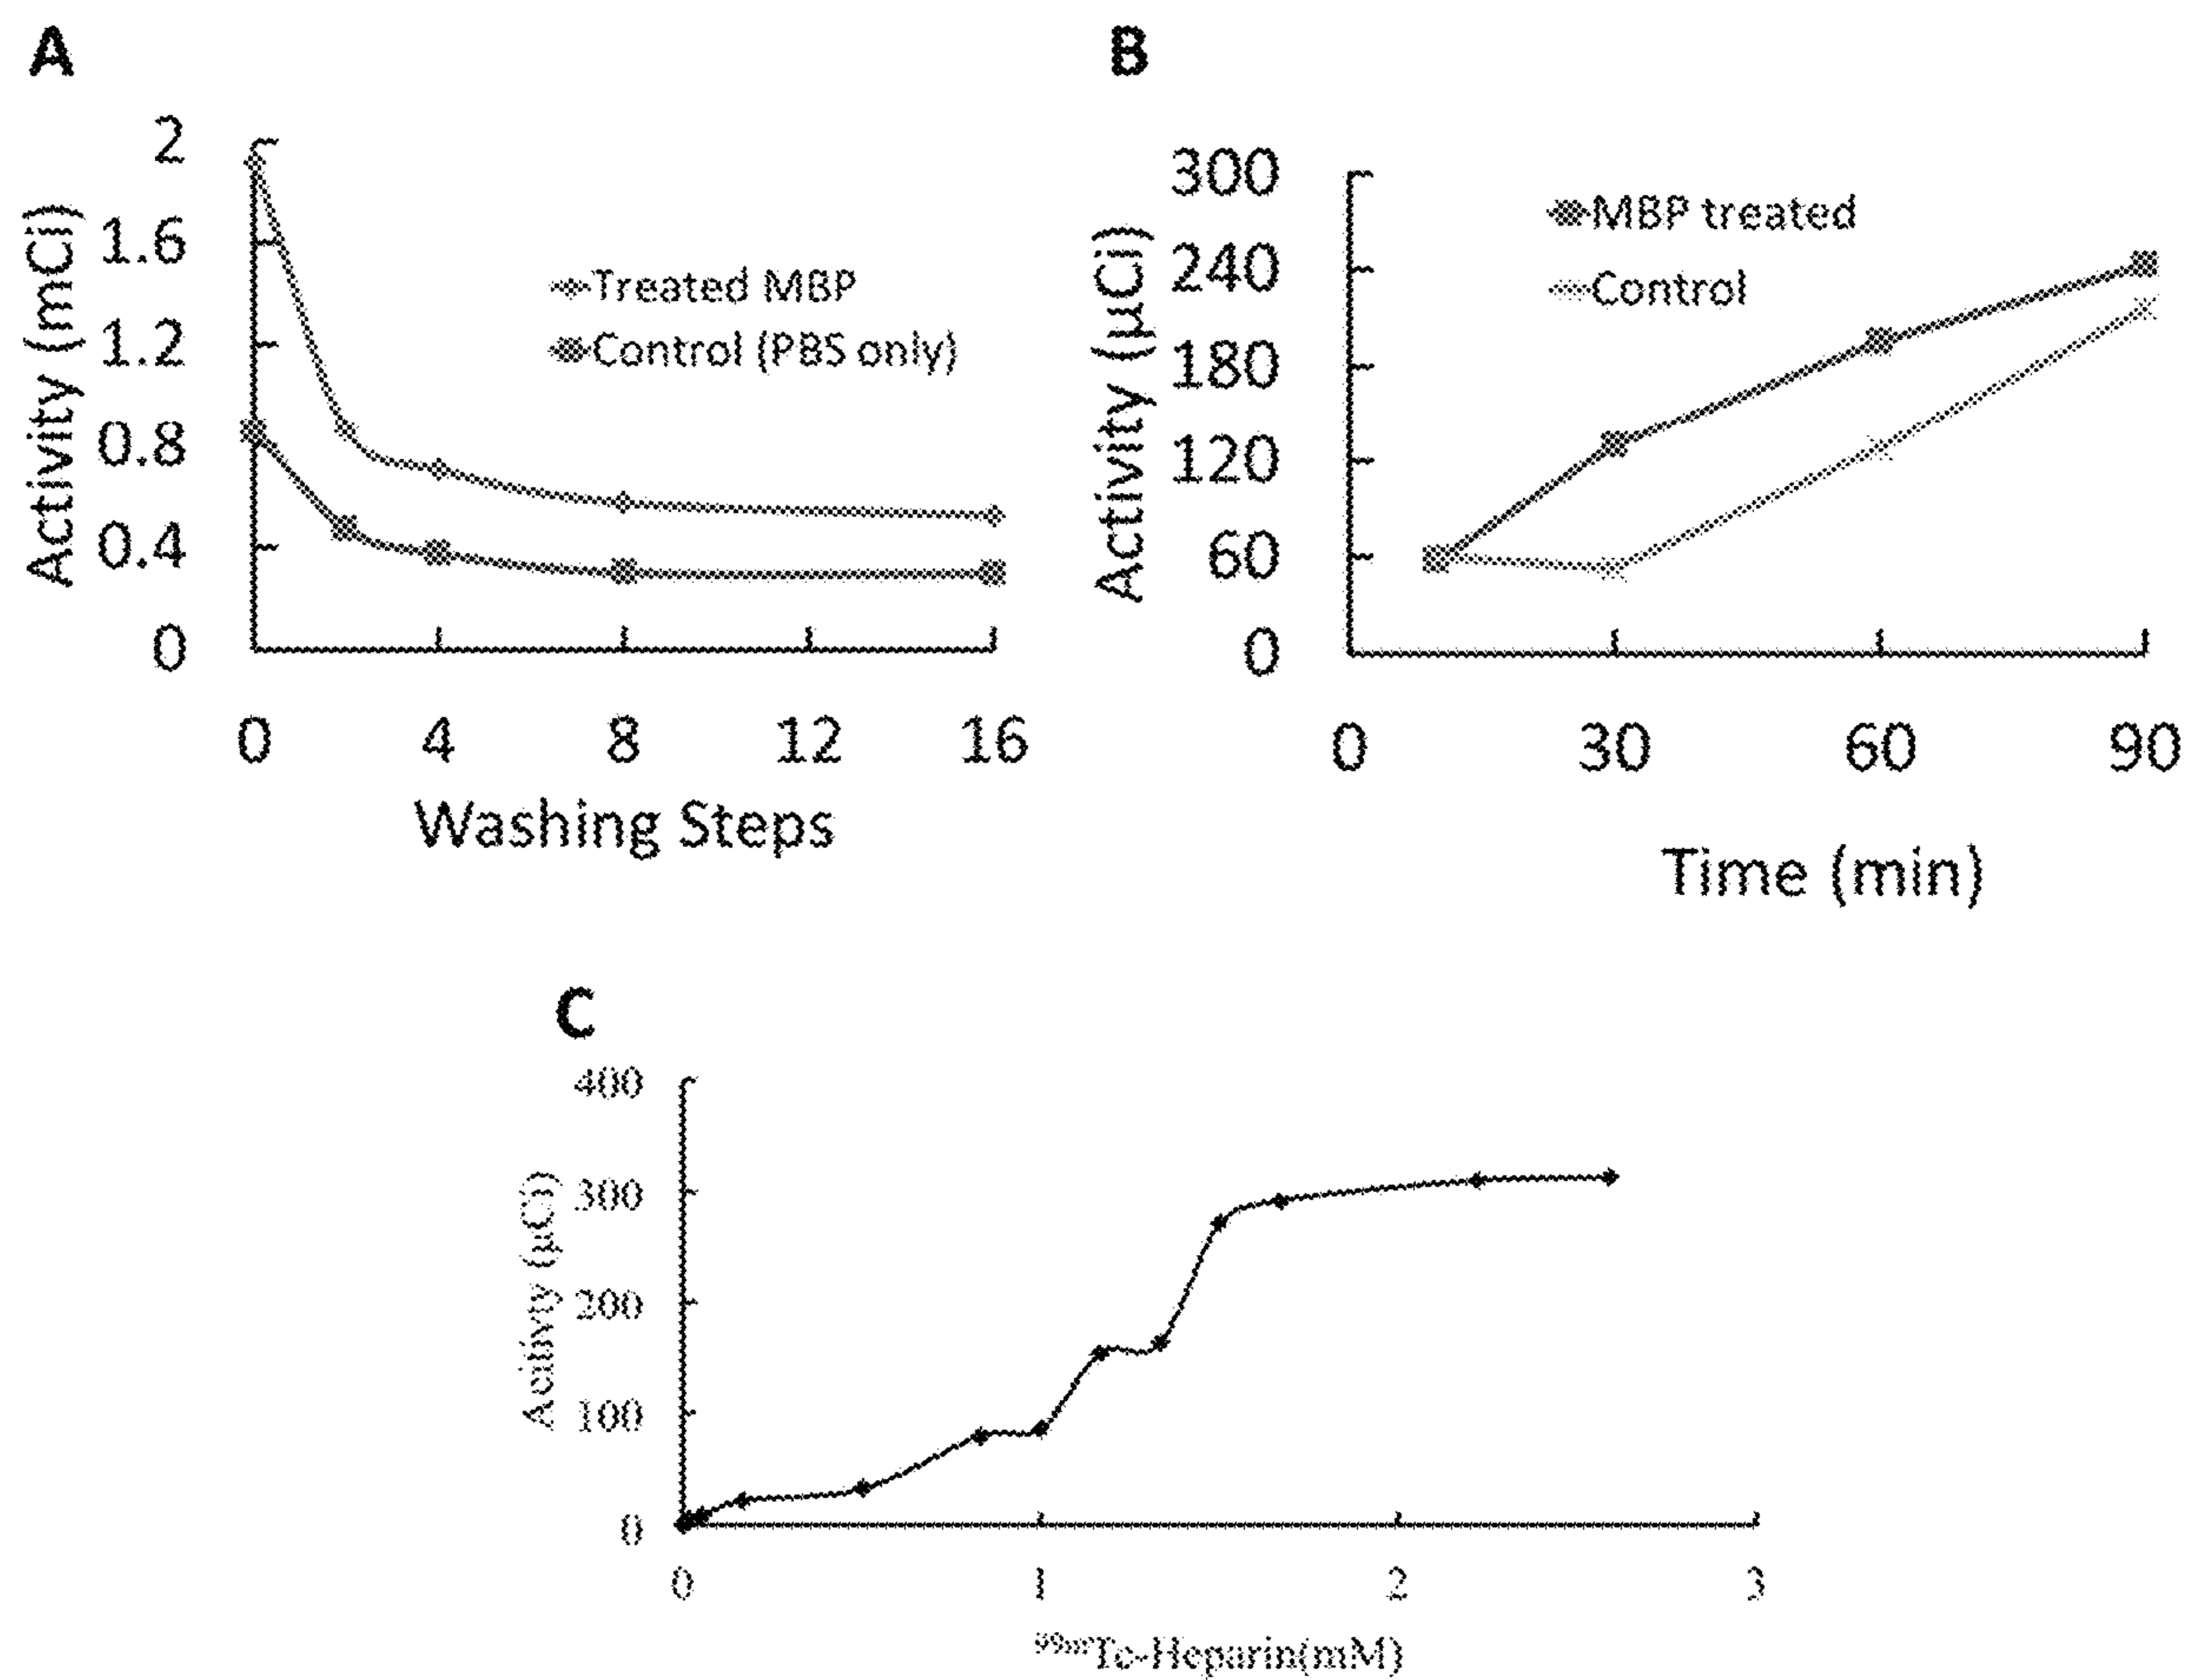 A
2
1.6
1.2
0.8
0.4
0
Activity (mCi)
Treated MBP
Control (PBS only)
0 4 8 12 16
Washing Steps
B
300
240
180
120
60
0
Activity (µCi)
MBP treated
Control
0 30 60 90
Time (min)
C
400
300
200
100
0
Acitivty (µCi)
0 1 2 3
99mTc-Heparin(mM)